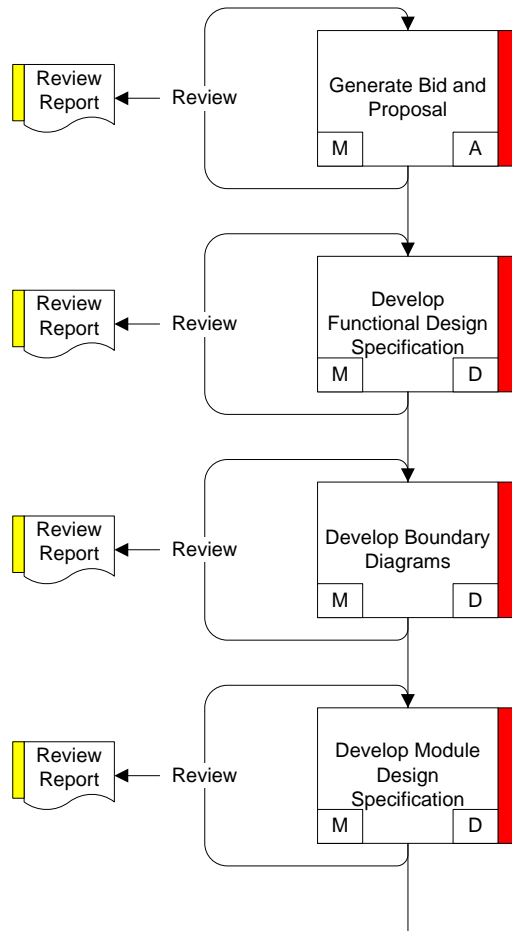 Review
Report
Review
Generate Bid and
Proposal
M
A
Review
Report
Review
Develop
Functional Design
Specification
M
D
Review
Report
Review
Develop Boundary
Diagrams
M
D
Review
Report
Review
Develop Module
Design
Specification
M
D